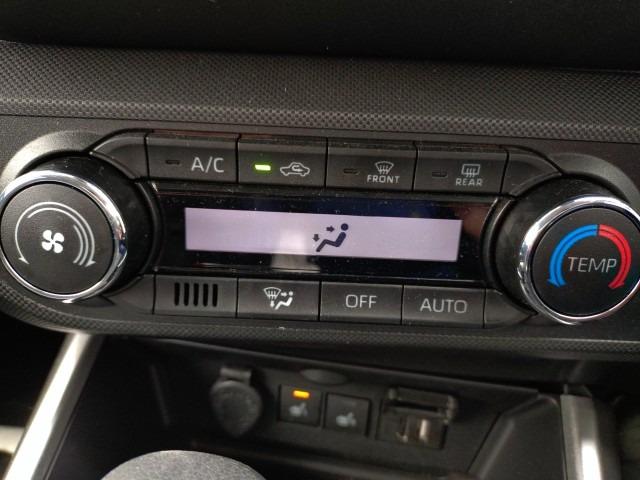 A/C
FRONT
REAR
TEMP
OFF
AUTO